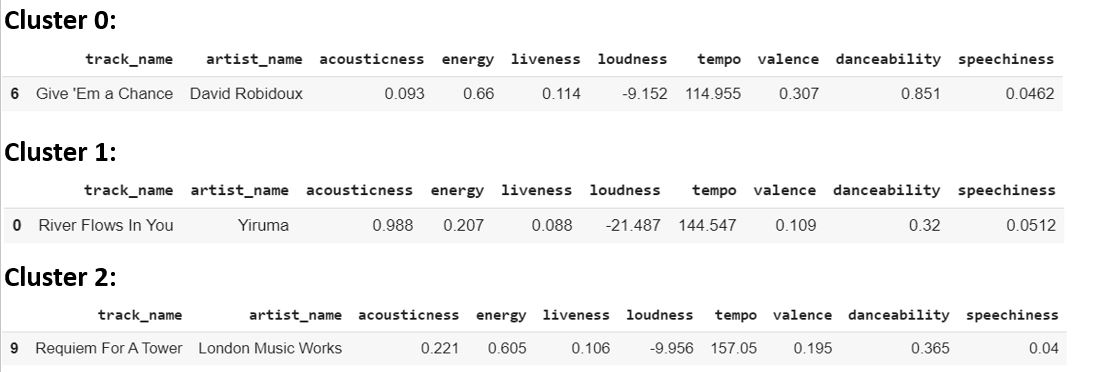 Cluster 0:
track_name artist_name acousticness energy liveness loudness tempo valence danceability speechiness
6 Give 'Em a Chance David Robidoux 0.093 0.66 0.114 -9.152 114.955 0.307 0.851 0.0462
Cluster 1:
track_name artist_name acousticness energy liveness loudness tempo valence danceability speechiness
0 River Flows In You Yiruma 0.988 0.207 0.088 -21.487 144.547 0.109 0.32 0.0512
Cluster 2:
track_name artist_name acousticness energy liveness loudness tempo valence danceability speechiness
9 Requiem For A Tower London Music Works 0.221 0.605 0.106 -9.956 157.05 0.195 0.365 0.04